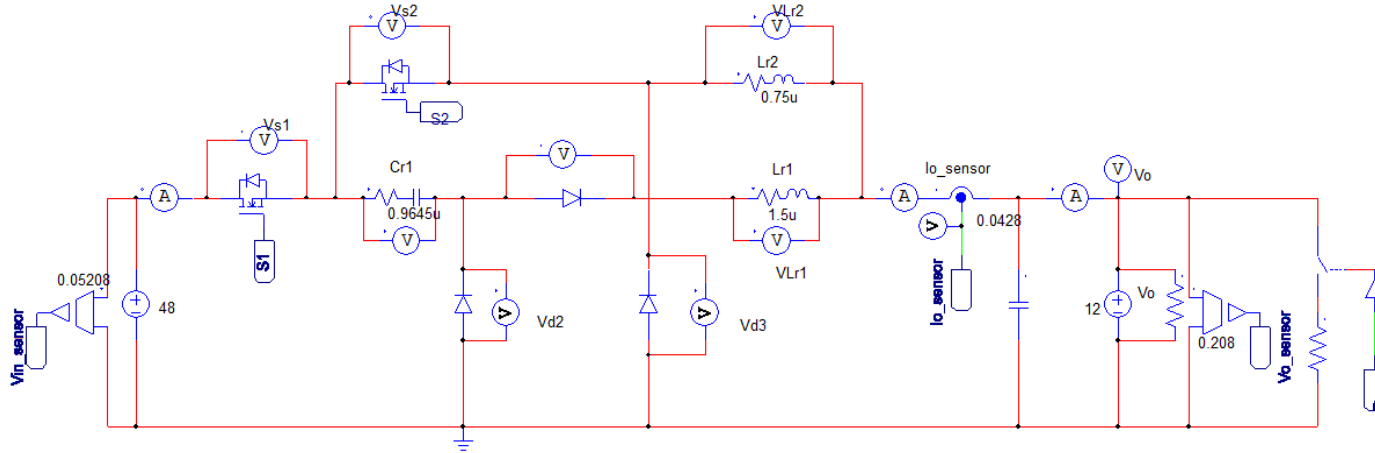 Vs2
V
VLr2
V
Lr2
0.75u
S2
Vs1
V
V
Cr1
Lr1
Io_sensor
V
Vo
A
0.9645u
1.5u
A
0.0428
A
V
V
VLr1
V
S1
0.05208
48
Vin_sensor
V
Vd2
V
Vd3
Io_sensor
12
Vo
0.208
Vo_sensor